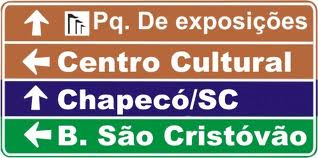 Pq. De exposições
Centro Cultural
Chapecó/SC
B. São Cristóvão